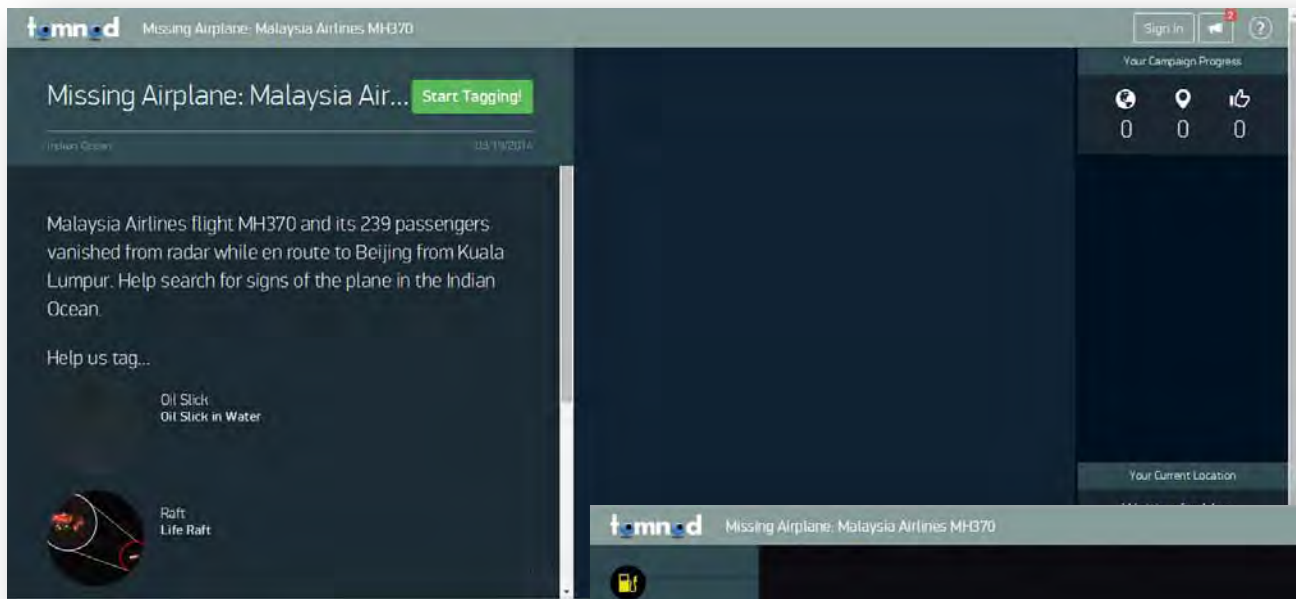 tomnod Missing Airplane: Malaysia Airlines MH370
Sign In
2
?
Missing Airplane: Malaysia Air... Start Tagging!
Indian Ocean 03/19/2014
Malaysia Airlines flight MH370 and its 239 passengers
vanished from radar while en route to Beijing from Kuala
Lumpur. Help search for signs of the plane in the Indian
Ocean.
Help us tag...
Oil Slick
Oil Slick in Water
Raft
Life Raft
Your Campaign Progress
0 0 0
Your Current Location
tomnod Missing Airplane: Malaysia Airlines MH370